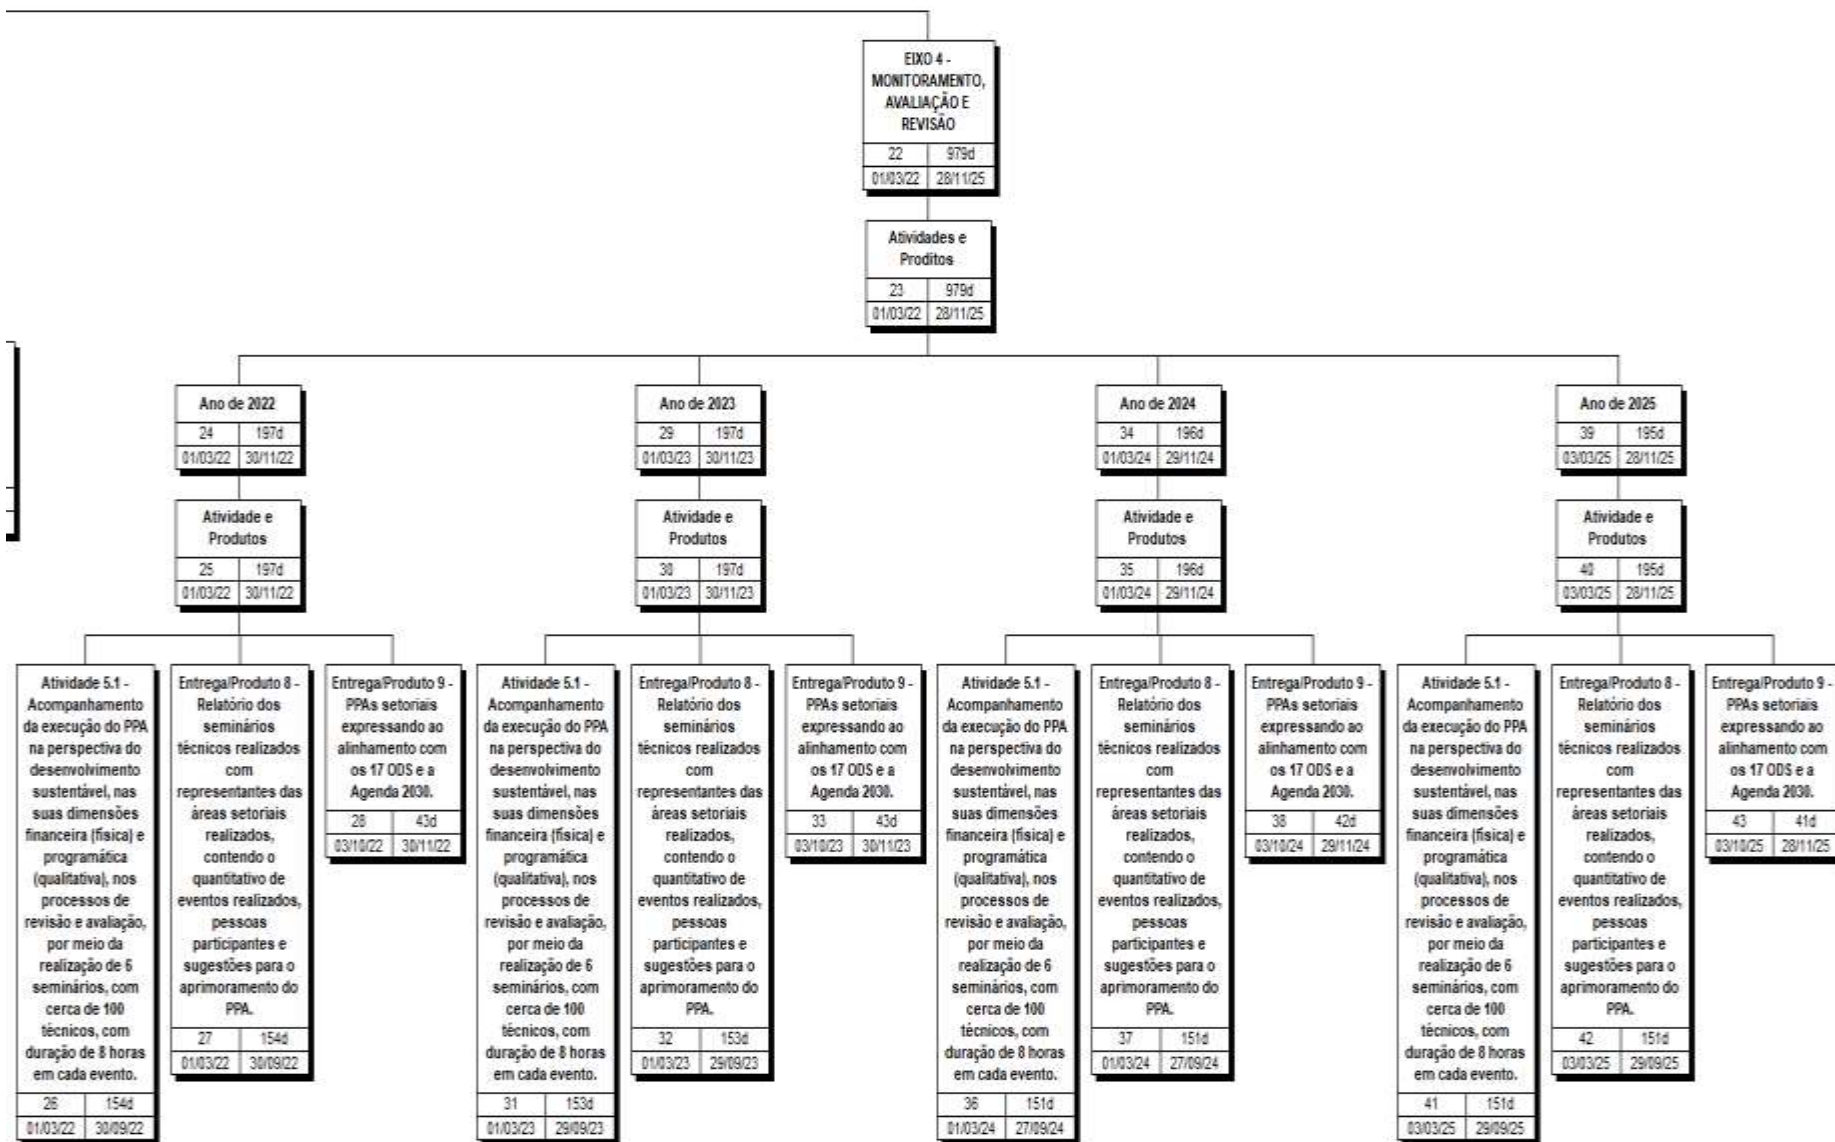 EIXO 4 -
MONITORAMENTO,
AVALIAÇÃO E
REVISÃO
22 979d
01/03/22 28/11/25
Atividades e
Proditos
23 979d
01/03/22 28/11/25
Ano de 2022
24 197d
01/03/22 30/11/22
Ano de 2023
29 197d
01/03/23 30/11/23
Ano de 2024
34 196d
01/03/24 29/11/24
Ano de 2025
39 195d
03/03/25 28/11/25
Atividade e
Produtos
25 197d
01/03/22 30/11/22
Atividade e
Produtos
30 197d
01/03/23 30/11/23
Atividade e
Produtos
35 196d
01/03/24 29/11/24
Atividade e
Produtos
40 195d
03/03/25 28/11/25
Atividade 5.1 -
Acompanhamento
da execução do PPA
na perspectiva do
desenvolvimento
sustentável, nas
suas dimensões
financeira (física) e
programática
(qualitativa), nos
processos de
revisão e avaliação,
por meio da
realização de 6
seminários, com
cerca de 100
técnicos, com
duração de 8 horas
em cada evento.
26 154d
01/03/22 30/09/22
Entrega/Produto 8 -
Relatório dos
seminários
técnicos realizados
com
representantes das
áreas setoriais
realizados,
contendo o
quantitativo de
eventos realizados,
pessoas
participantes e
sugestões para o
aprimoramento do
PPA.
27 154d
01/03/22 30/09/22
Entrega/Produto 9 -
PPAs setoriais
expressando ao
alinhamento com
os 17 ODS e a
Agenda 2030.
28 43d
03/10/22 30/11/22
Atividade 5.1 -
Acompanhamento
da execução do PPA
na perspectiva do
desenvolvimento
sustentável, nas
suas dimensões
financeira (física) e
programática
(qualitativa), nos
processos de
revisão e avaliação,
por meio da
realização de 6
seminários, com
cerca de 100
técnicos, com
duração de 8 horas
em cada evento.
31 153d
01/03/23 29/09/23
Entrega/Produto 8 -
Relatório dos
seminários
técnicos realizados
com
representantes das
áreas setoriais
realizados,
contendo o
quantitativo de
eventos realizados,
pessoas
participantes e
sugestões para o
aprimoramento do
PPA.
32 153d
01/03/23 29/09/23
Entrega/Produto 9 -
PPAs setoriais
expressando ao
alinhamento com
os 17 ODS e a
Agenda 2030.
33 43d
03/10/23 30/11/23
Atividade 5.1 -
Acompanhamento
da execução do PPA
na perspectiva do
desenvolvimento
sustentável, nas
suas dimensões
financeira (física) e
programática
(qualitativa), nos
processos de
revisão e avaliação,
por meio da
realização de 6
seminários, com
cerca de 100
técnicos, com
duração de 8 horas
em cada evento.
36 151d
01/03/24 27/09/24
Entrega/Produto 8 -
Relatório dos
seminários
técnicos realizados
com
representantes das
áreas setoriais
realizados,
contendo o
quantitativo de
eventos realizados,
pessoas
participantes e
sugestões para o
aprimoramento do
PPA.
37 151d
01/03/24 27/09/24
Entrega/Produto 9 -
PPAs setoriais
expressando ao
alinhamento com
os 17 ODS e a
Agenda 2030.
38 42d
03/10/24 29/11/24
Atividade 5.1 -
Acompanhamento
da execução do PPA
na perspectiva do
desenvolvimento
sustentável, nas
suas dimensões
financeira (física) e
programática
(qualitativa), nos
processos de
revisão e avaliação,
por meio da
realização de 6
seminários, com
cerca de 100
técnicos, com
duração de 8 horas
em cada evento.
41 151d
03/03/25 29/09/25
Entrega/Produto 8 -
Relatório dos
seminários
técnicos realizados
com
representantes das
áreas setoriais
realizados,
contendo o
quantitativo de
eventos realizados,
pessoas
participantes e
sugestões para o
aprimoramento do
PPA.
42 151d
03/03/25 29/09/25
Entrega/Produto 9 -
PPAs setoriais
expressando ao
alinhamento com
os 17 ODS e a
Agenda 2030.
43 41d
03/10/25 28/11/25